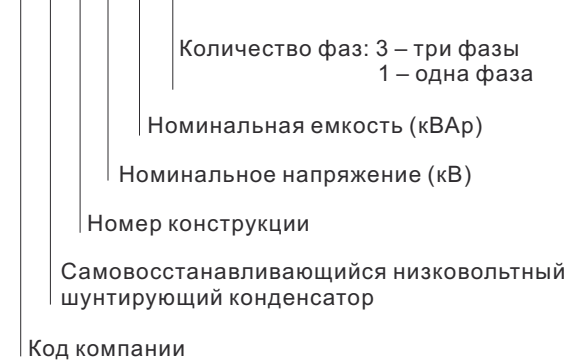 Количество фаз: 3 – три фазы
1 – одна фаза
Номинальная емкость (кВАр)
Номинальное напряжение (кВ)
Номер конструкции
Самовосстанавливающийся низковольтный
шунтирующий конденсатор
Код компании